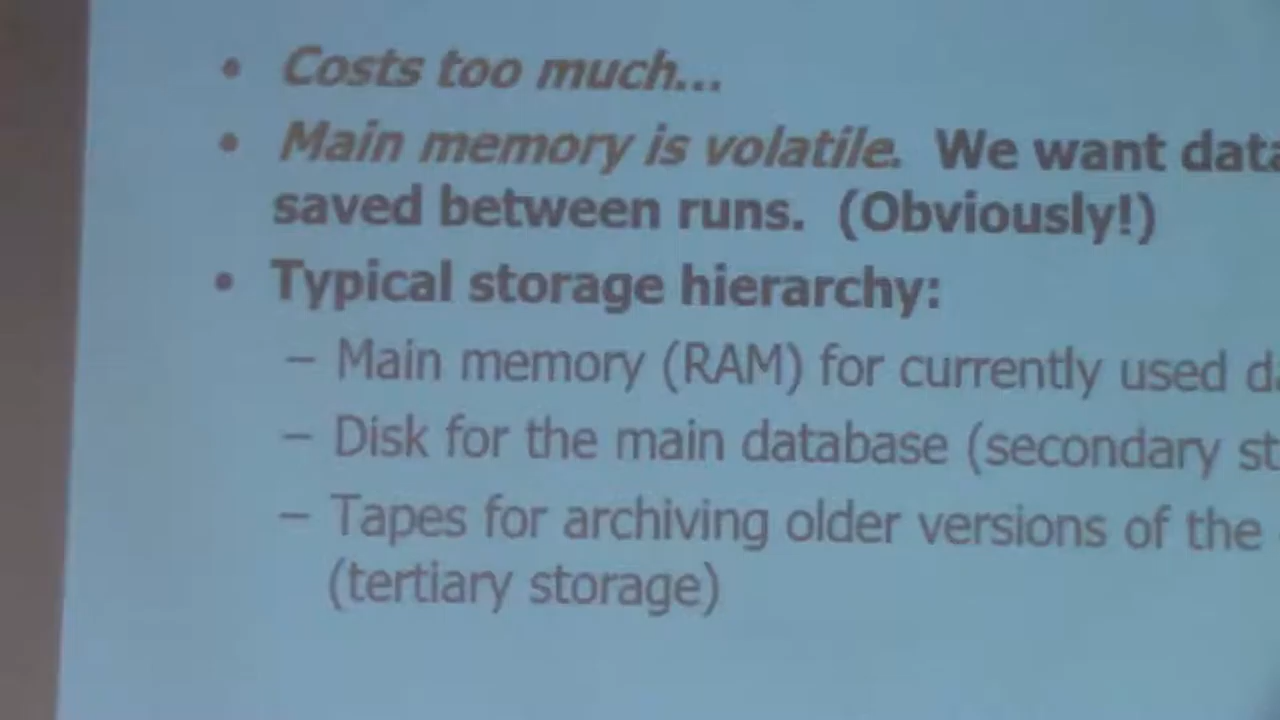 • Costs too much...
• Main memory is volatile. We want
saved between runs. (Obviously!)
• Typical storage hierarchy:
– Main memory (RAM) for currently used
– Disk for the main database (secondary
– Tapes for archiving older versions of the
(tertiary storage)